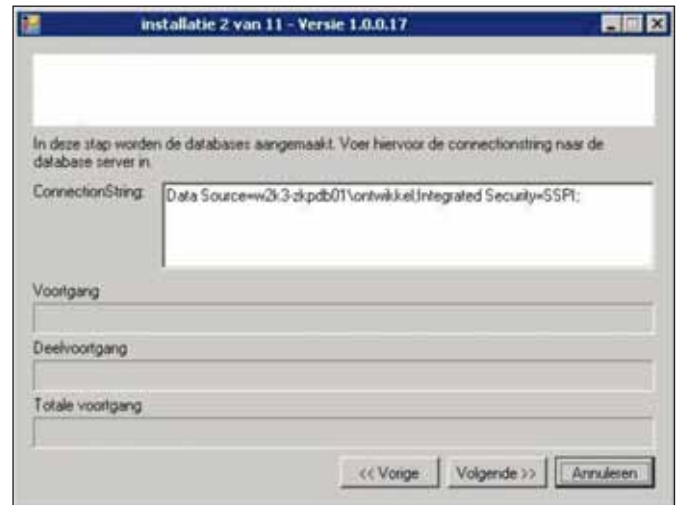 installatie 2 van 11 - Versie 1.0.0.17
In deze stap worden de databases aangemaakt. Voer hiervoor de connectionstring naar de
database server in.
ConnectionString: Data Source=w2k3-zkpdb01\ontwikkel;Integrated Security=SSPI;
Voortgang
Deelvoortgang
Totale voortgang
<< Vorige Volgende >> Annuleren